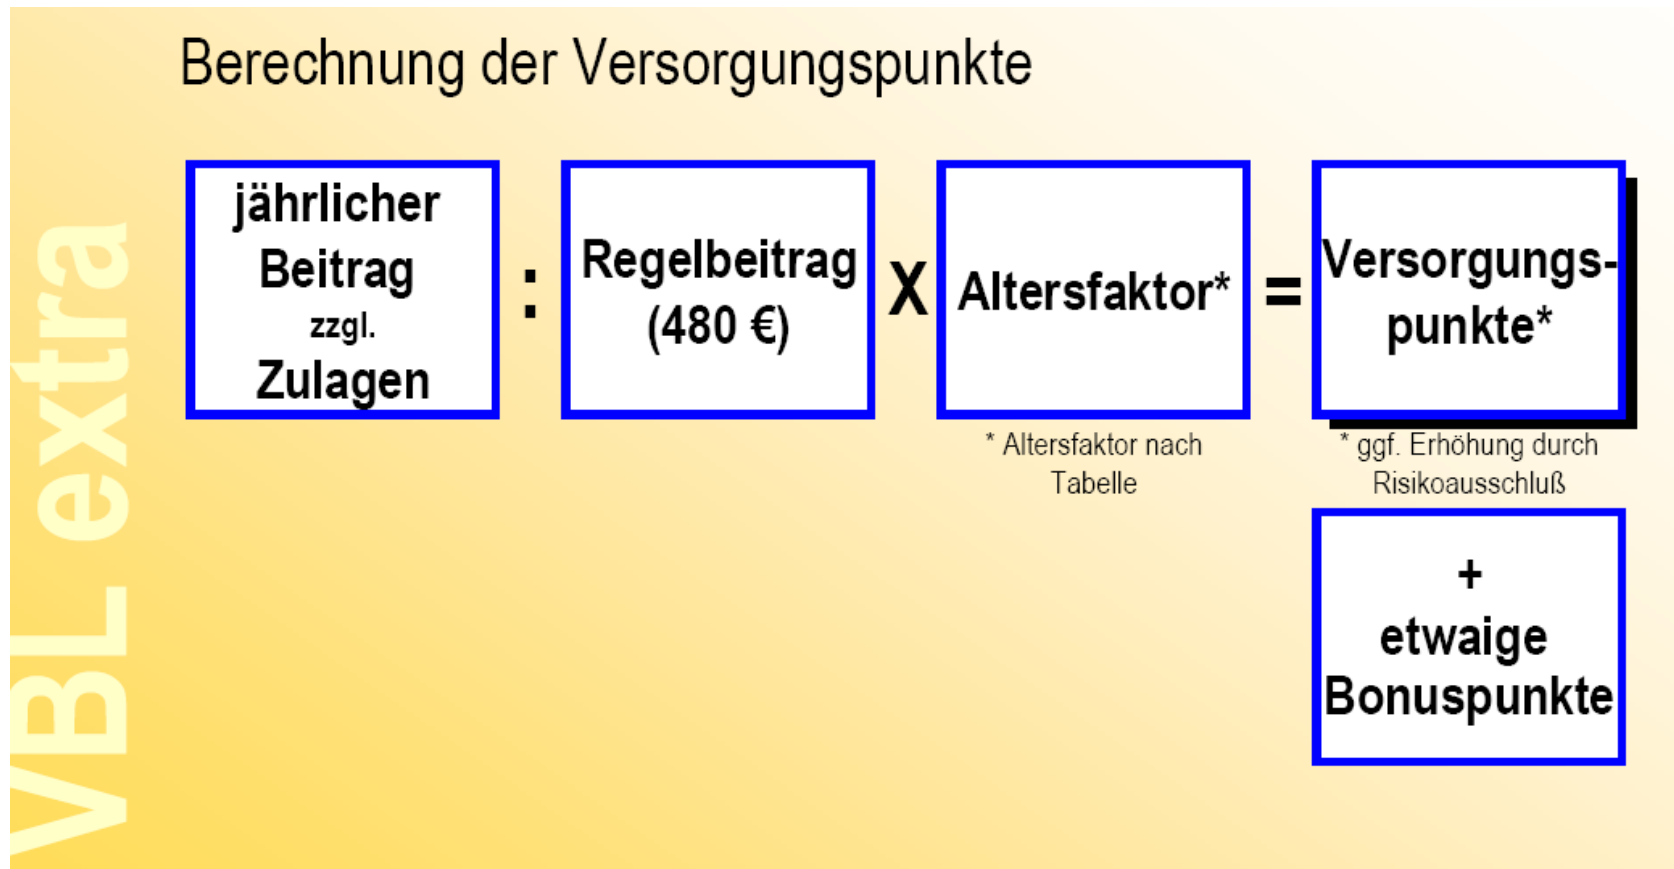 Berechnung der Versorgungspunkte
jährlicher
Beitrag
zzgl.
Zulagen
:
Regelbeitrag
(480 €)
X
Altersfaktor*
=
Versorgungs-
punkte*
* Altersfaktor nach
Tabelle
* ggf. Erhöhung durch
Risikoausschluß
+
etwaige
Bonuspunkte
VBL extra